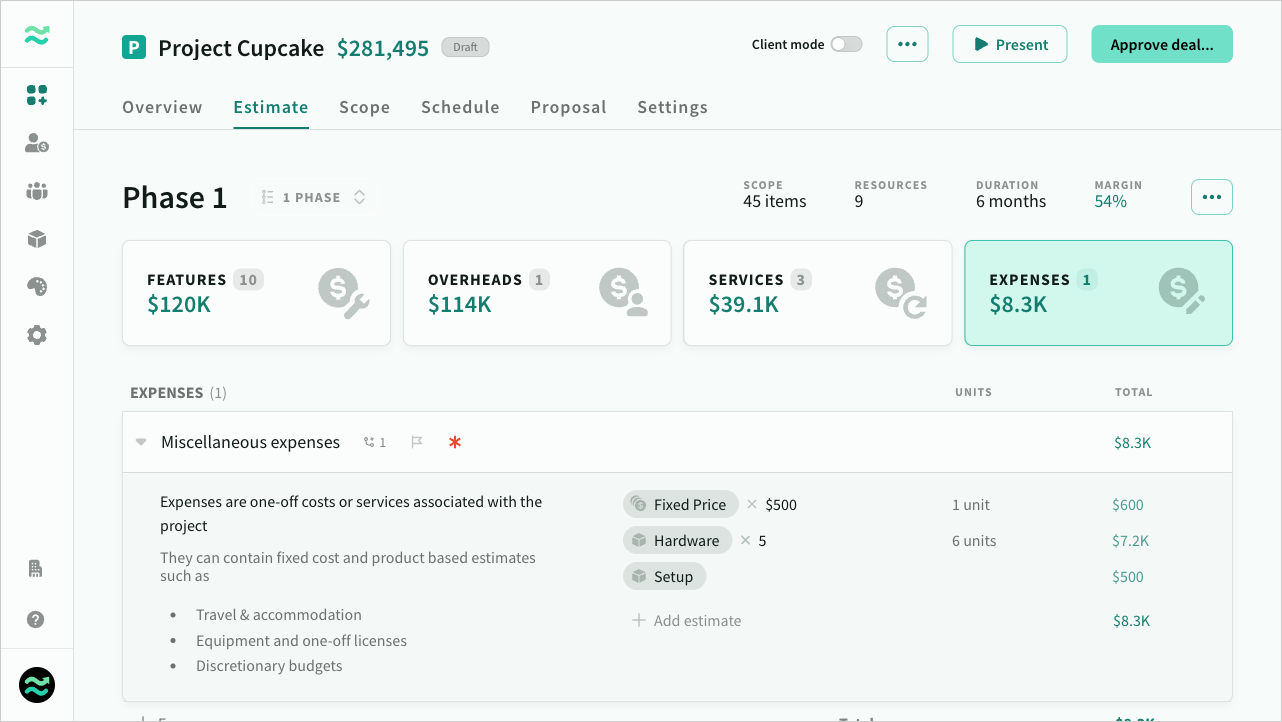 P Project Cupcake $281,495 Draft
Client mode
Present
Approve deal...
Overview Estimate Scope Schedule Proposal Settings
Phase 1
1 PHASE
SCOPE
45 items
RESOURCES
9
DURATION
6 months
MARGIN
54%
FEATURES 10
$120K
OVERHEADS 1
$114K
SERVICES 3
$39.1K
EXPENSES 1
$8.3K
EXPENSES (1) UNITS TOTAL
Miscellaneous expenses 1 $8.3K
Expenses are one-off costs or services associated with the
project
They can contain fixed cost and product based estimates
such as
• Travel & accommodation
• Equipment and one-off licenses
• Discretionary budgets
Fixed Price × $500 1 unit $600
Hardware × 5 6 units $7.2K
Setup $500
+ Add estimate $8.3K